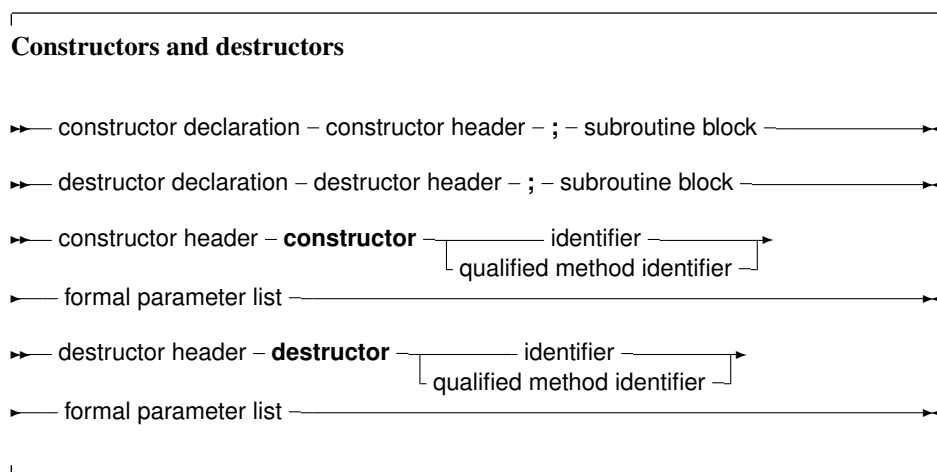 Constructors and destructors
constructor declaration – constructor header – ; – subroutine block
destructor declaration – destructor header – ; – subroutine block
constructor header – constructor identifier
qualified method identifier
formal parameter list
destructor header – destructor identifier
qualified method identifier
formal parameter list